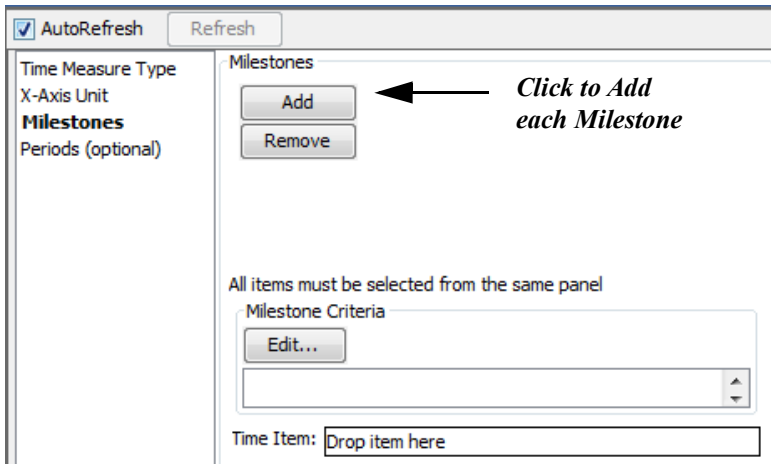 AutoRefresh Refresh
Time Measure Type
X-Axis Unit
Milestones
Periods (optional)
Milestones
Add
Remove
Click to Add
each Milestone
All items must be selected from the same panel
Milestone Criteria
Edit...
Time Item: Drop item here